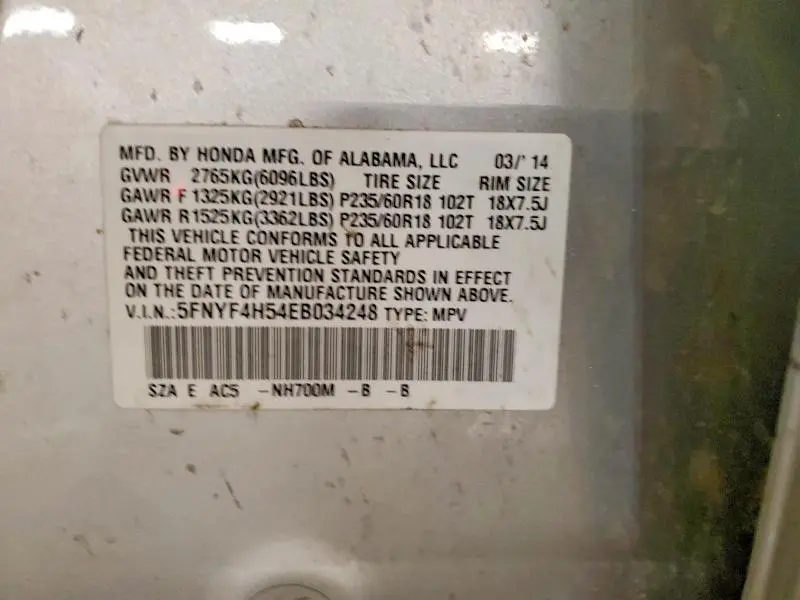 MFD. BY HONDA MFG. OF ALABAMA, LLC 03/'14
GVWR 2765KG(6096LBS) TIRE SIZE RIM SIZE
GAWR F 1325KG(2921LBS) P235/60R18 102T 18X7.5J
GAWR R 1525KG(3362LBS) P235/60R18 102T 18X7.5J
THIS VEHICLE CONFORMS TO ALL APPLICABLE
FEDERAL MOTOR VEHICLE SAFETY
AND THEFT PREVENTION STANDARDS IN EFFECT
ON THE DATE OF MANUFACTURE SHOWN ABOVE.
V.I.N.:5FNYF4H54EB034248 TYPE: MPV
SZA E AC5 -NH700M -B -B